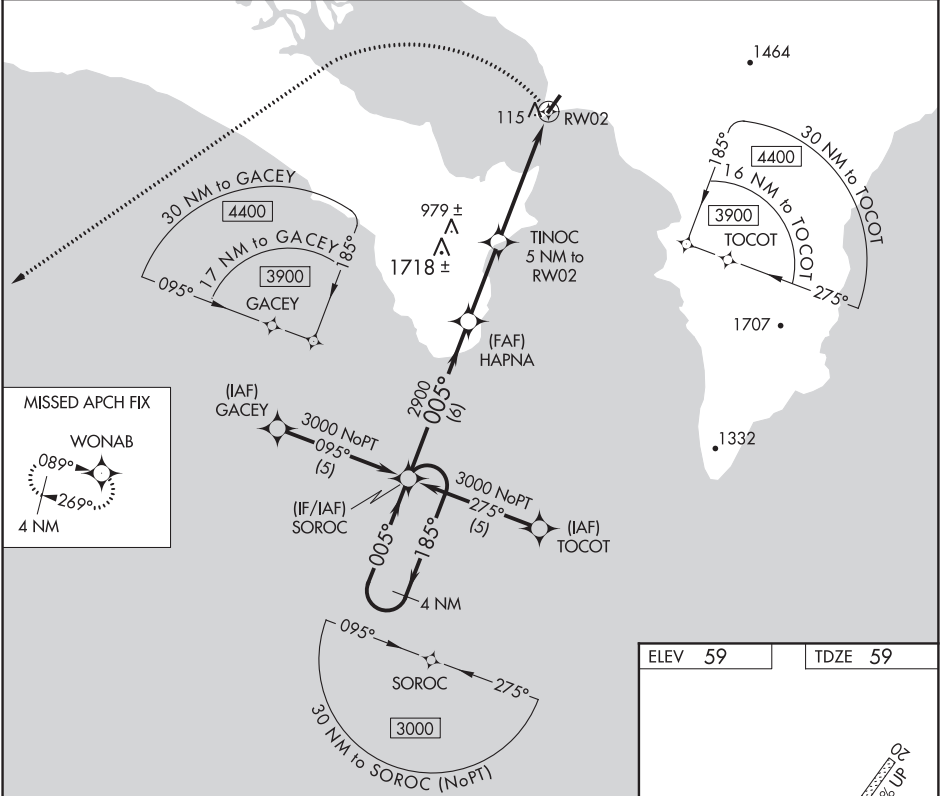 1464
115
RW02
30 NM to GACEY
4400
17 NM to GACEY
3900
185°
095°
GACEY
979 ±
1718 ±
TINOC
5 NM to
RW02
185°
4400
30 NM to TOCOT
16 NM to TOCOT
3900
TOCOT
275°
1707
(FAF)
HAPNA
1332
MISSED APCH FIX
WONAB
089°
269°
4 NM
(IAF)
GACEY
3000 NoPT
095°
(5)
2900
005°
(6)
(IF/IAF)
SOROC
3000 NoPT
275°
(5)
(IAF)
TOCOT
005°
185°
4 NM
095°
275°
SOROC
3000
30 NM to SOROC (NoPT)
ELEV 59
TDZE 59
20
% UP